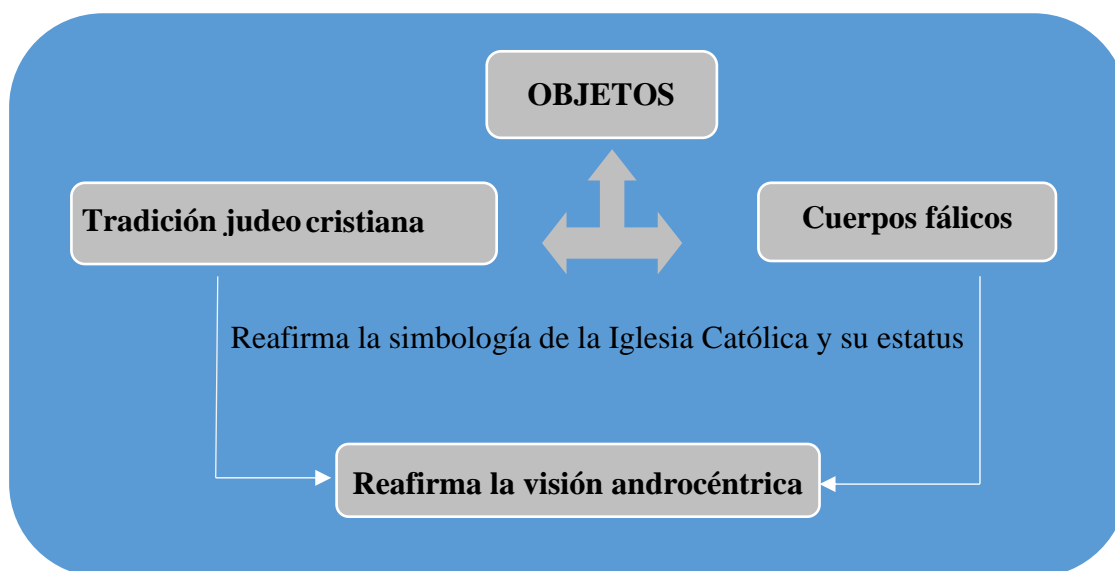 OBJETOS
Tradición judeo cristiana
Cuerpos fálicos
Reafirma la simbología de la Iglesia Católica y su estatus
Reafirma la visión androcéntrica